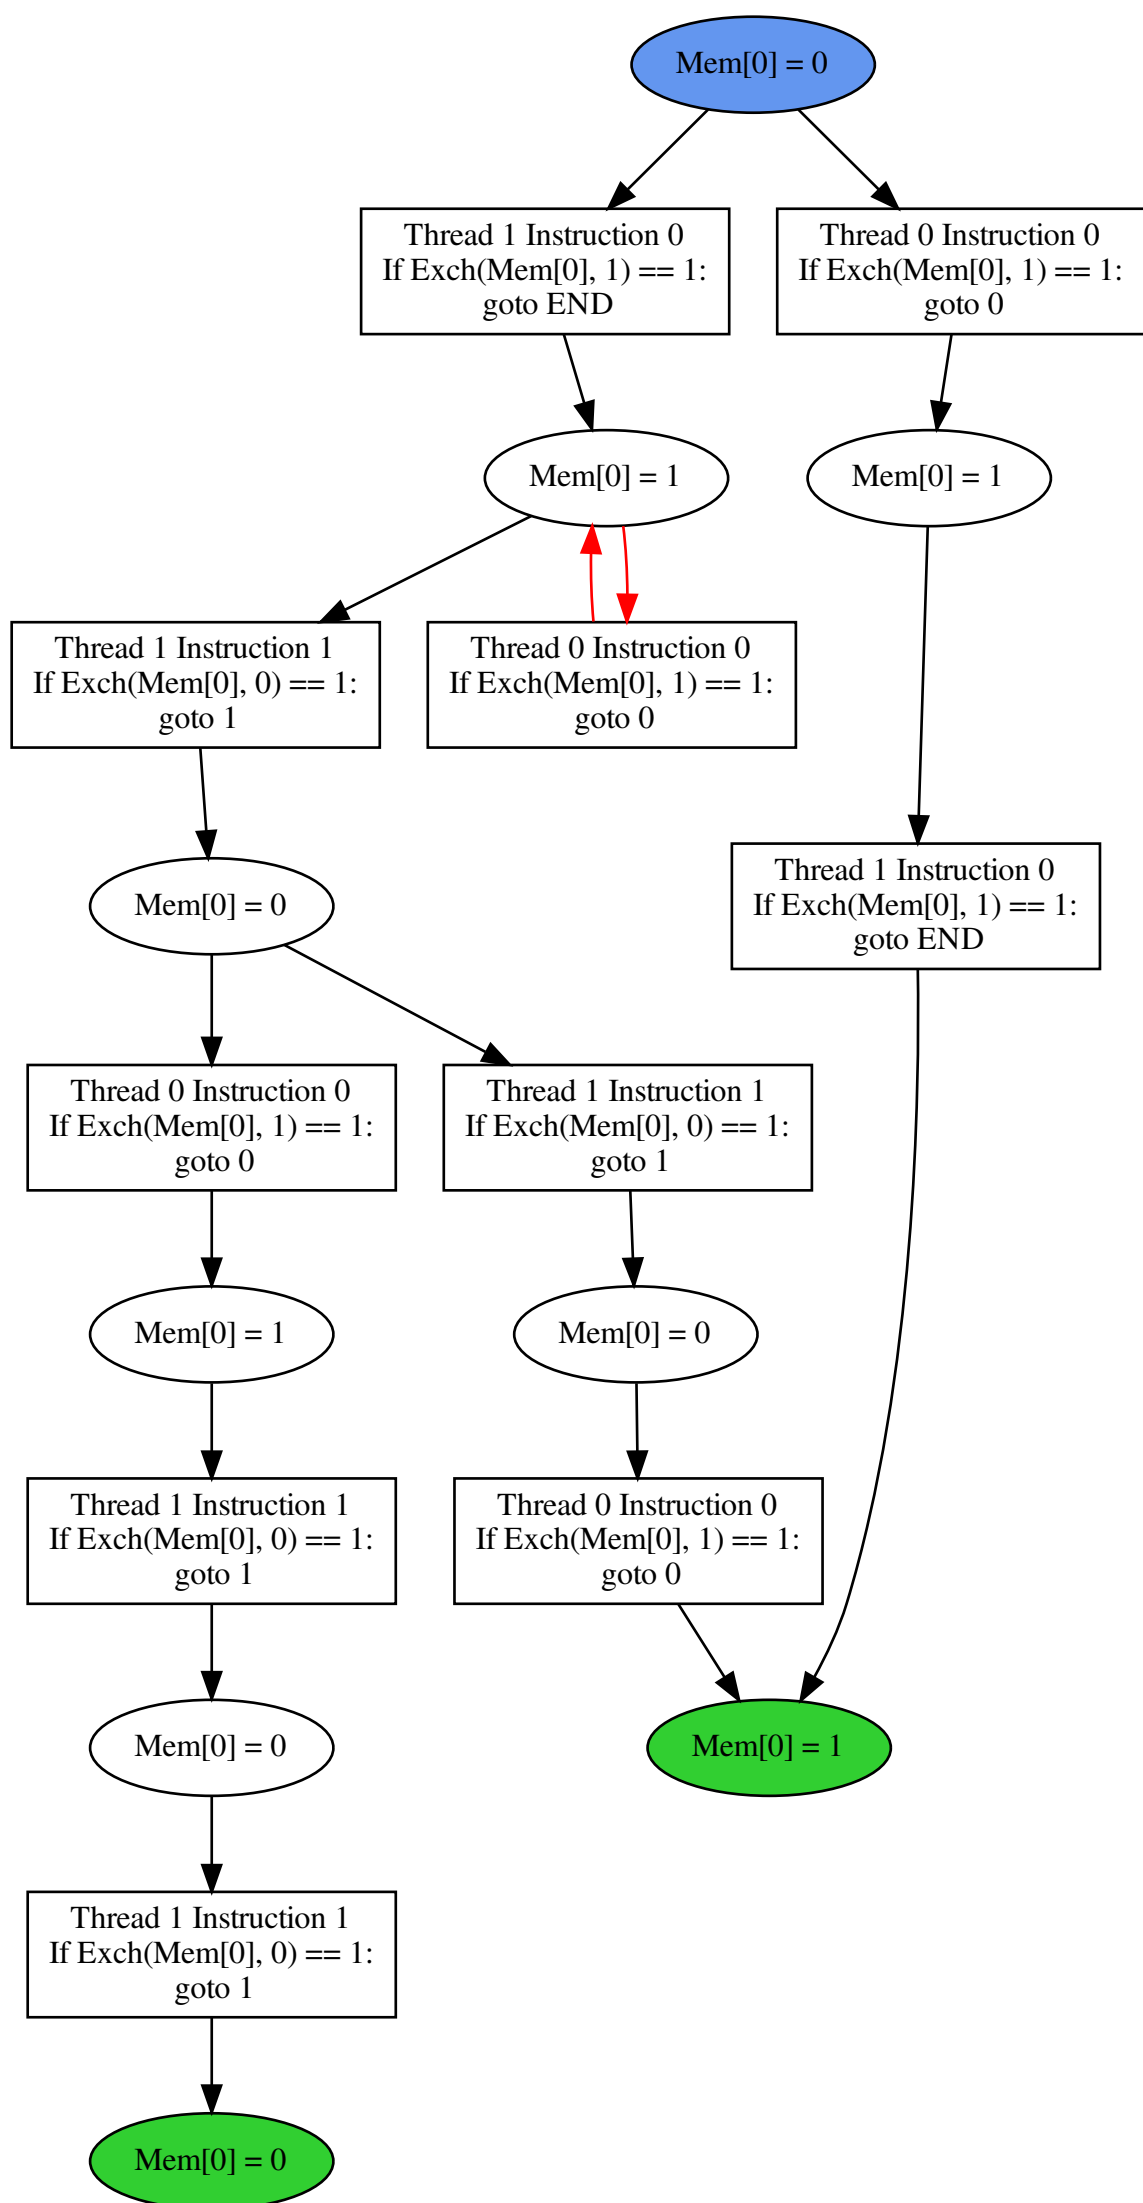 Mem[0] = 0
Thread 1 Instruction 0
If Exch(Mem[0], 1) == 1:
goto END
Thread 0 Instruction 0
If Exch(Mem[0], 1) == 1:
goto 0
Mem[0] = 1
Mem[0] = 1
Thread 1 Instruction 1
If Exch(Mem[0], 0) == 1:
goto 1
Thread 0 Instruction 0
If Exch(Mem[0], 1) == 1:
goto 0
Mem[0] = 0
Thread 1 Instruction 0
If Exch(Mem[0], 1) == 1:
goto END
Thread 0 Instruction 0
If Exch(Mem[0], 1) == 1:
goto 0
Thread 1 Instruction 1
If Exch(Mem[0], 0) == 1:
goto 1
Mem[0] = 1
Mem[0] = 0
Thread 1 Instruction 1
If Exch(Mem[0], 0) == 1:
goto 1
Thread 0 Instruction 0
If Exch(Mem[0], 1) == 1:
goto 0
Mem[0] = 0
Mem[0] = 1
Thread 1 Instruction 1
If Exch(Mem[0], 0) == 1:
goto 1
Mem[0] = 0